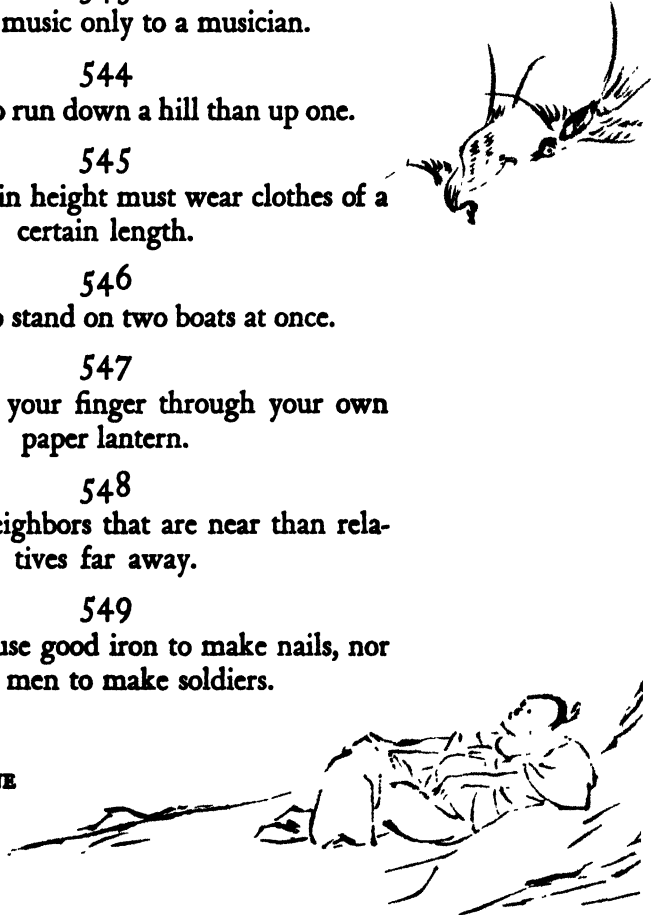 music only to a musician.
544
run down a hill than up one.
545
in height must wear clothes of a
certain length.
546
stand on two boats at once.
547
your finger through your own
paper lantern.
548
eighbors that are near than rela-
tives far away.
549
use good iron to make nails, nor
men to make soldiers.